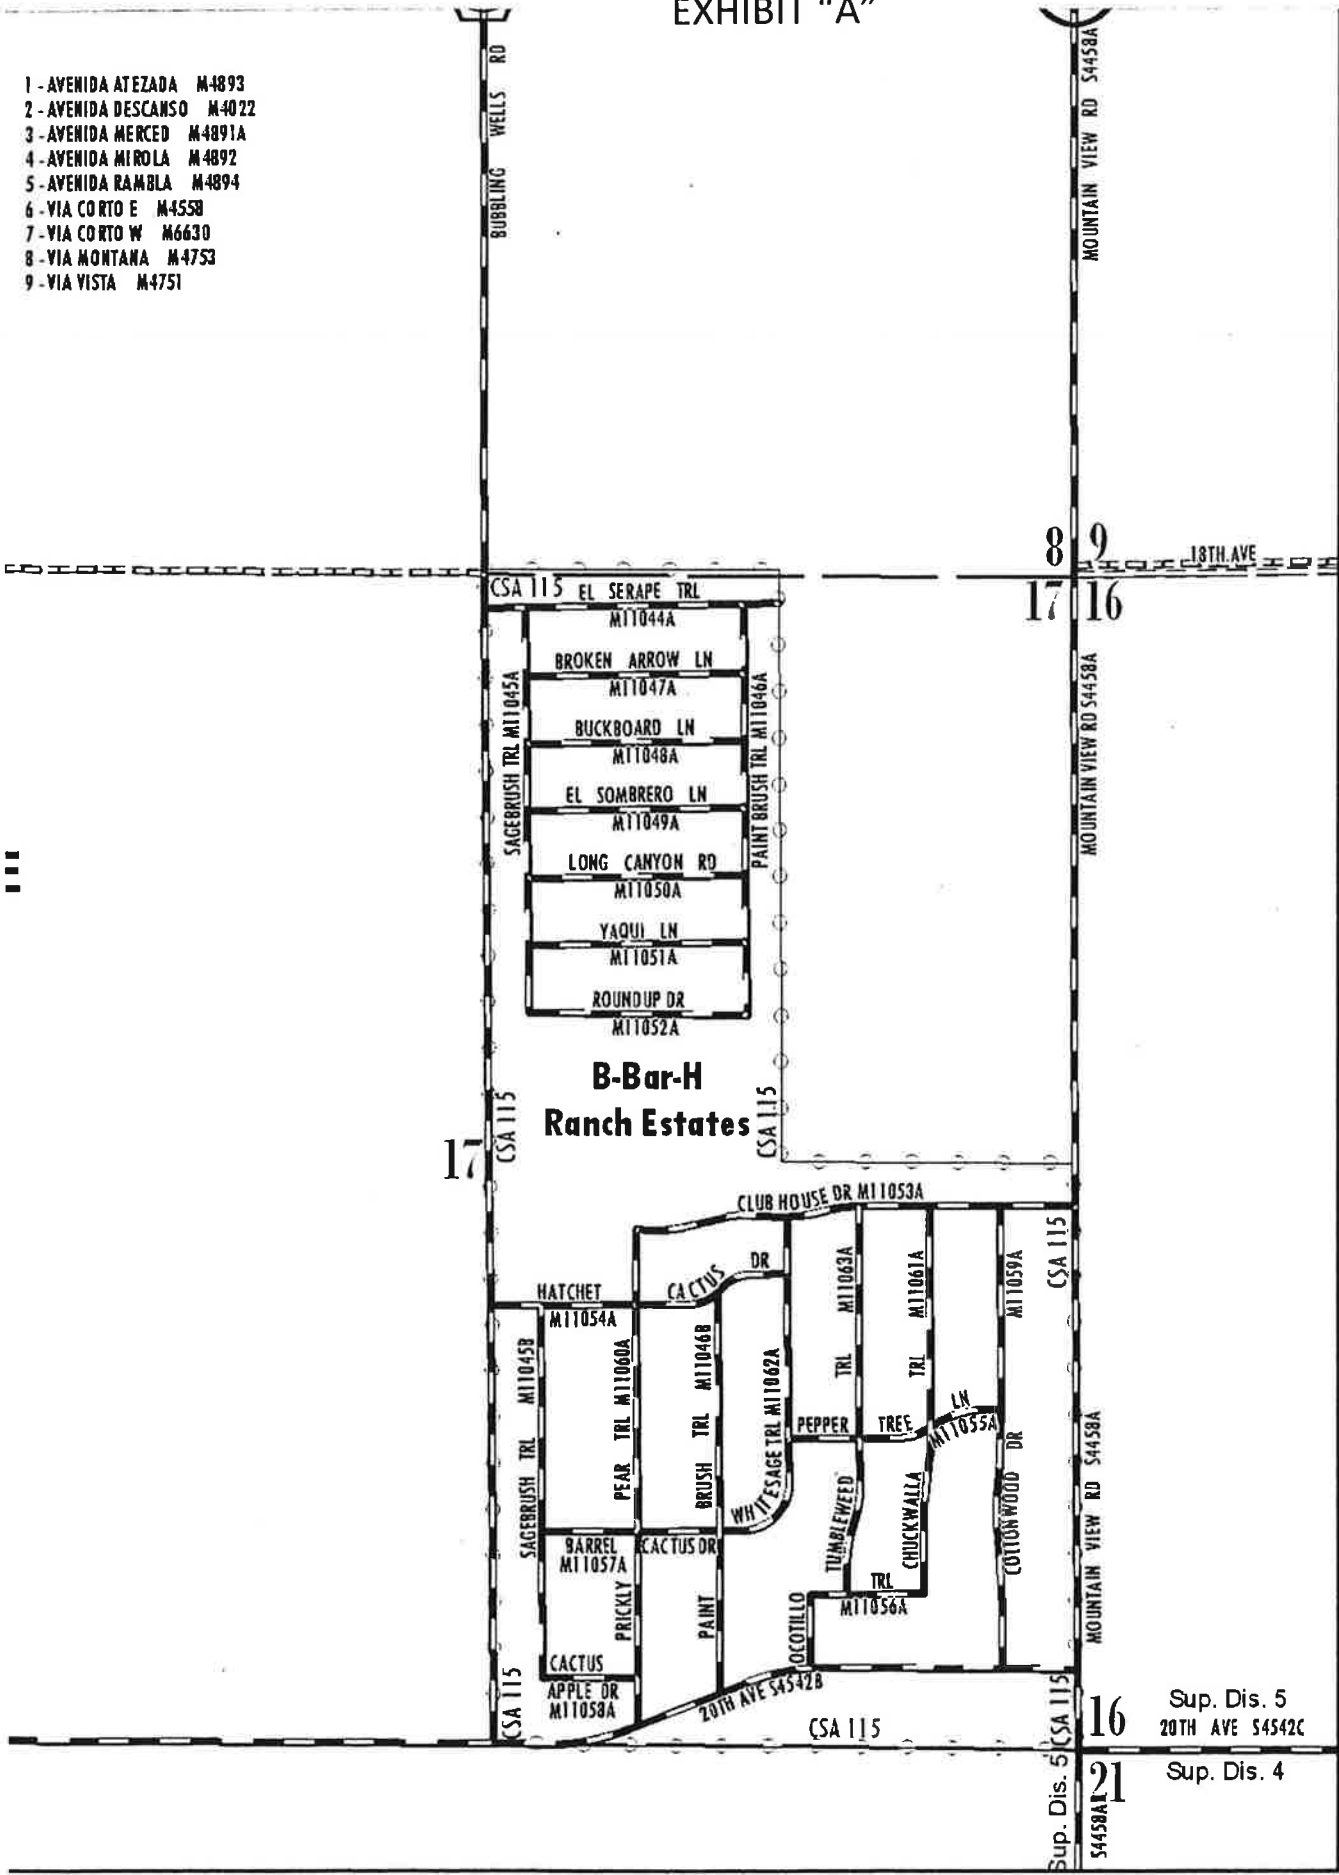 EXHIBIT "A"
1 - AVENIDA ATEZADA M4893
2 - AVENIDA DESCANSO M4022
3 - AVENIDA MERCED M4891A
4 - AVENIDA MIROLA M4892
5 - AVENIDA RAMBLA M4894
6 - VIA CORTO E M4558
7 - VIA CORTO W M6630
8 - VIA MONTANA M4753
9 - VIA VISTA M4751
BUBBLING WELLS RD
MOUNTAIN VIEW RD S4458A
8 9
18TH AVE
17 16
CSA 115
EL SERAPE TRL
M11044A
BROKEN ARROW LN
M11047A
SAGEBRUSH TRL M11045A
PAINT BRUSH TRL M11046A
MOUNTAIN VIEW RD S4458A
BUCKBOARD LN
M11048A
EL SOMBRERO LN
M11049A
LONG CANYON RD
M11050A
YAQUI LN
M11051A
ROUNDUP DR
M11052A
B-Bar-H
Ranch Estates
CSA 115
CSA 115
17
CLUB HOUSE DR M11053A
CSA 115
CACTUS DR
HATCHET
M11054A
M11063A
M11061A
M11059A
SAGEBRUSH TRL M11045B
PEAR TRL M11060A
BRUSH TRL M11046B
WHITESAGE TRL M11062A
TRL
TRL
PEPPER TREE LN
M11055A
COTTONWOOD DR
MOUNTAIN VIEW RD S4458A
TUMBLEWEED
CHUCKWALLA
BARREL CACTUS DR
M11057A
PRICKLY
PAINT
OCOTILLO
TRL
M11056A
CACTUS
APPLE DR
M11058A
CSA 115
20TH AVE S4542B
CSA 115
CSA 115
16
Sup. Dis. 5
20TH AVE S4542C
21
Sup. Dis. 4
Sup. Dis. 5
S4458A